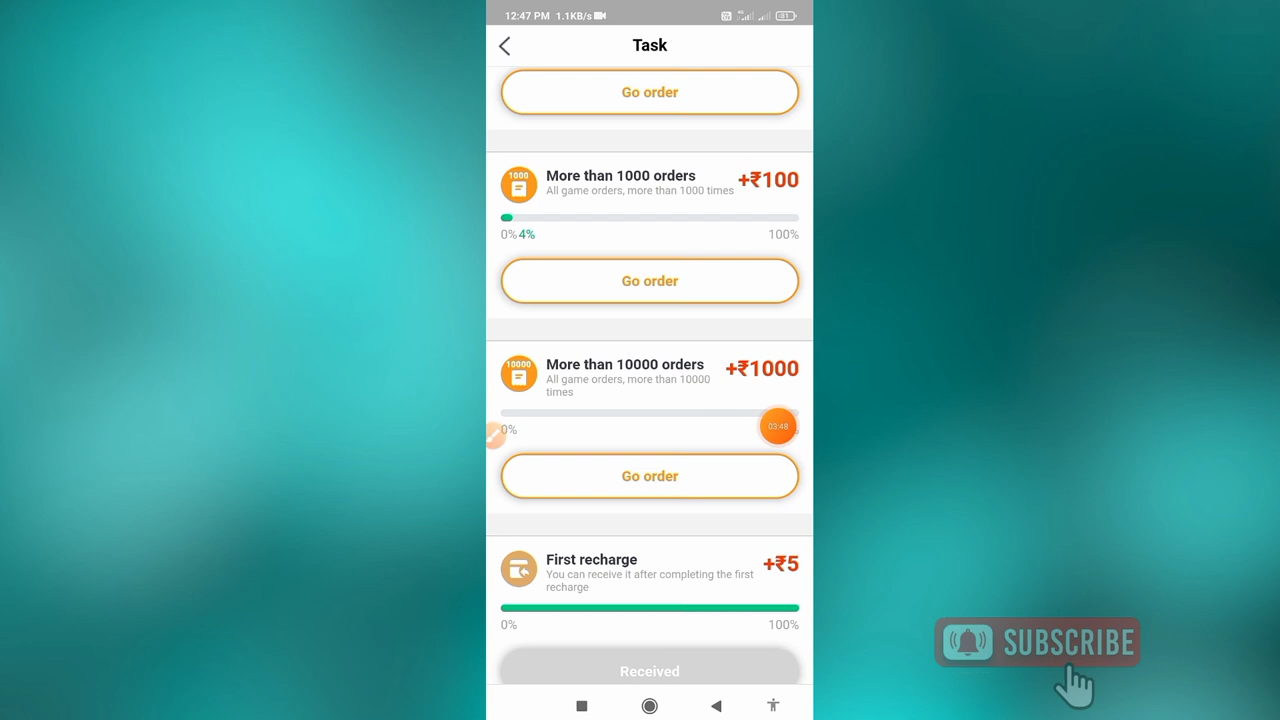 12:47 PM 1.1KB/s 81
Task
Go order
1000 More than 1000 orders +₹100
All game orders, more than 1000 times
0% 4% 100%
Go order
10000 More than 10000 orders +₹1000
All game orders, more than 10000
times
0% 03:48
Go order
First recharge +₹5
You can receive it after completing the first
recharge
0% 100%
SUBSCRIBE
Received